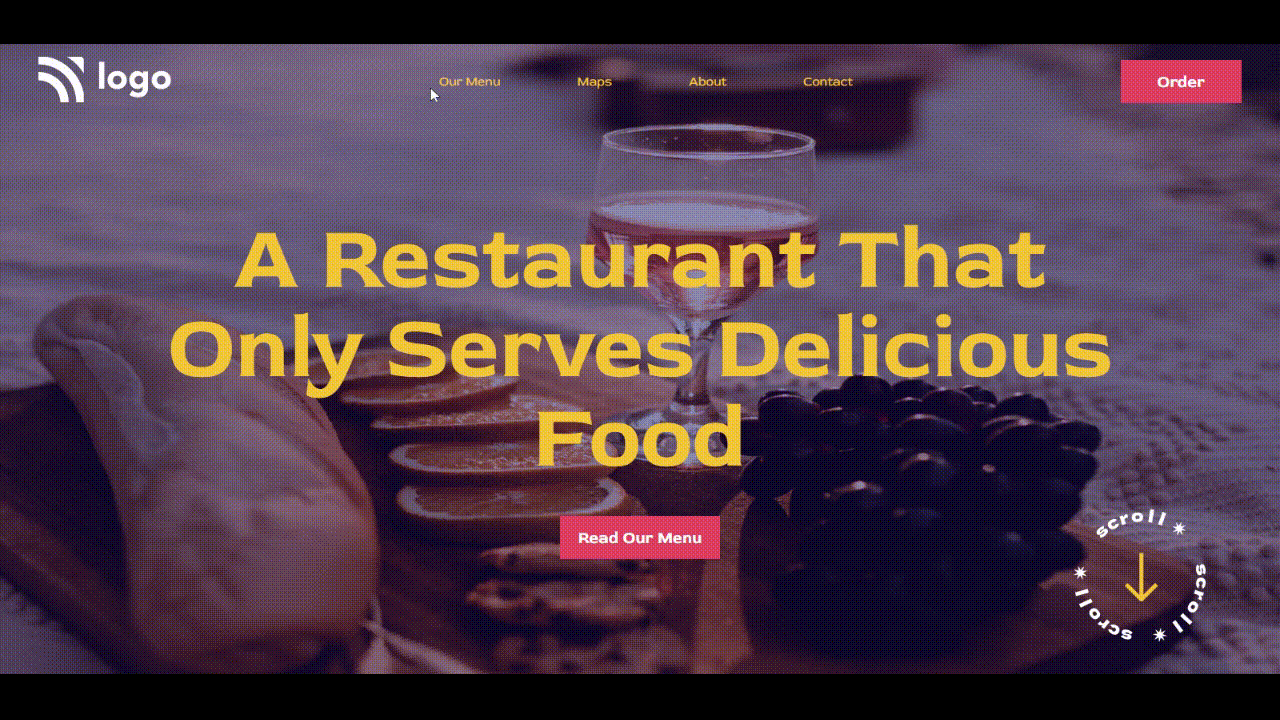 logo
Our Menu
Maps
About
Contact
Order
A Restaurant That
Only Serves Delicious
Food
Read Our Menu
scroll ✷ scroll ✷ scroll ✷